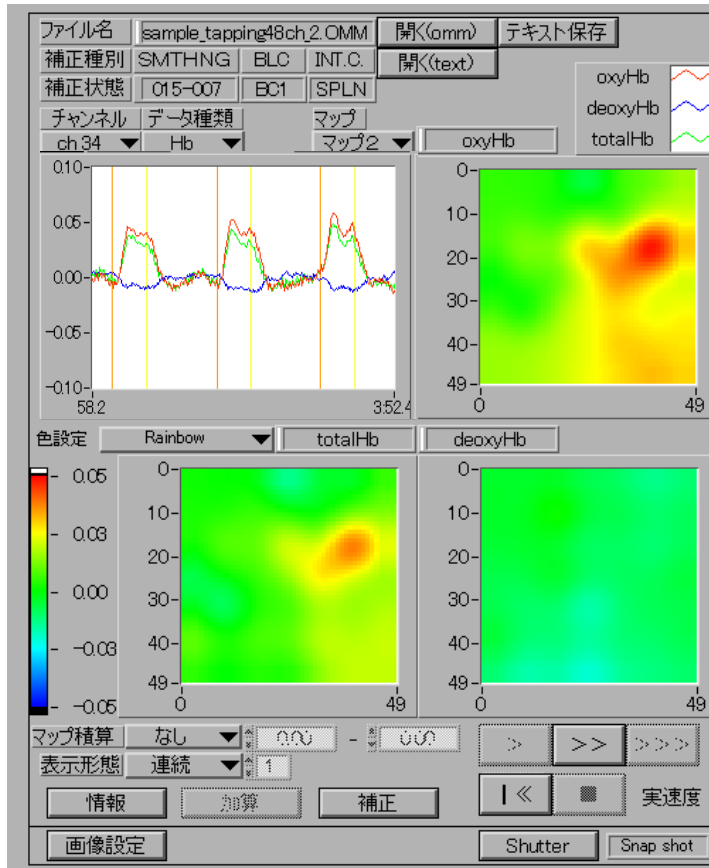 ファイル名 sample_tapping48ch_2.OMM 開く(omm) テキスト保存
補正種別 SMTHNG BLC INT.C. 開く(text)
補正状態 015-007 BC1 SPLN
oxyHb
deoxyHb
totalHb
チャンネル データ種類 マップ
ch 34 Hb マップ2 oxyHb
0.10
0.05
0.00
-0.05
-0.10
58.2 3:52.4
0
10
20
30
40
49
0 49
色設定 Rainbow totalHb deoxyHb
0.05
0.03
0.00
-0.03
-0.05
0
10
20
30
40
49
0 49
0
10
20
30
40
49
0 49
マップ積算 なし 0.00 -
表示形態 連続 1
> >> >>>
情報 加算 補正 I≪ 実速度
画像設定 Shutter Snap shot